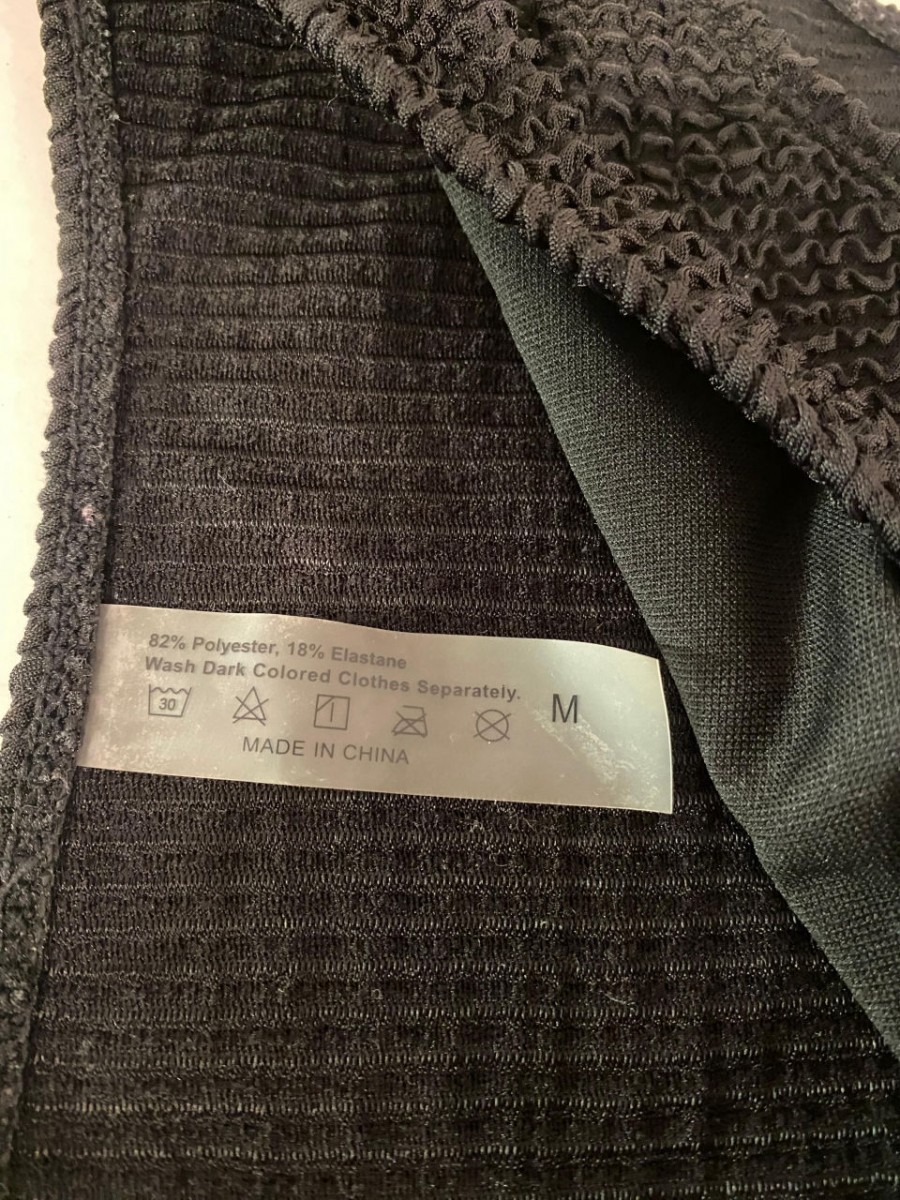 82% Polyester, 18% Elastane
Wash Dark Colored Clothes Separately.
30 M
MADE IN CHINA